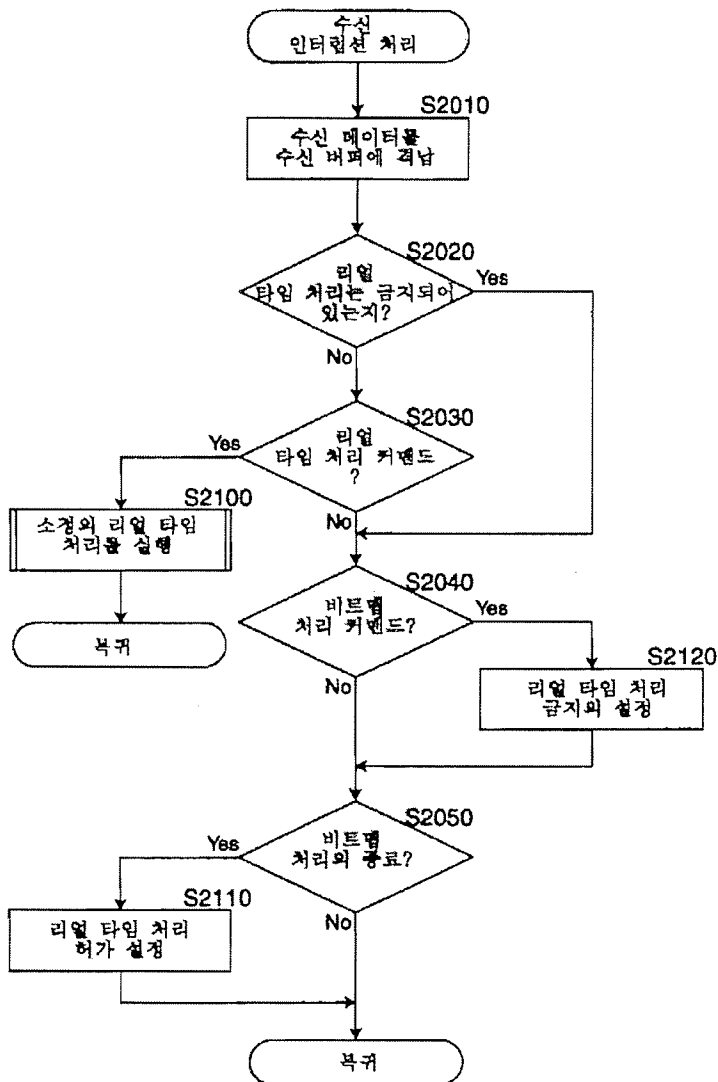 수신
인터럽션 처리
S2010
수신 데이터를
수신 버퍼에 격납
S2020
리얼
타임 처리는 금지되어
있는지?
Yes
No
S2030
리얼
타임 처리 커맨드
?
Yes
No
S2100
소정의 리얼 타임
처리를 실행
복귀
S2040
비트맵
처리 커맨드?
Yes
No
S2120
리얼 타임 처리
금지의 설정
S2050
비트맵
처리의 종료?
Yes
No
S2110
리얼 타임 처리
허가 설정
복귀